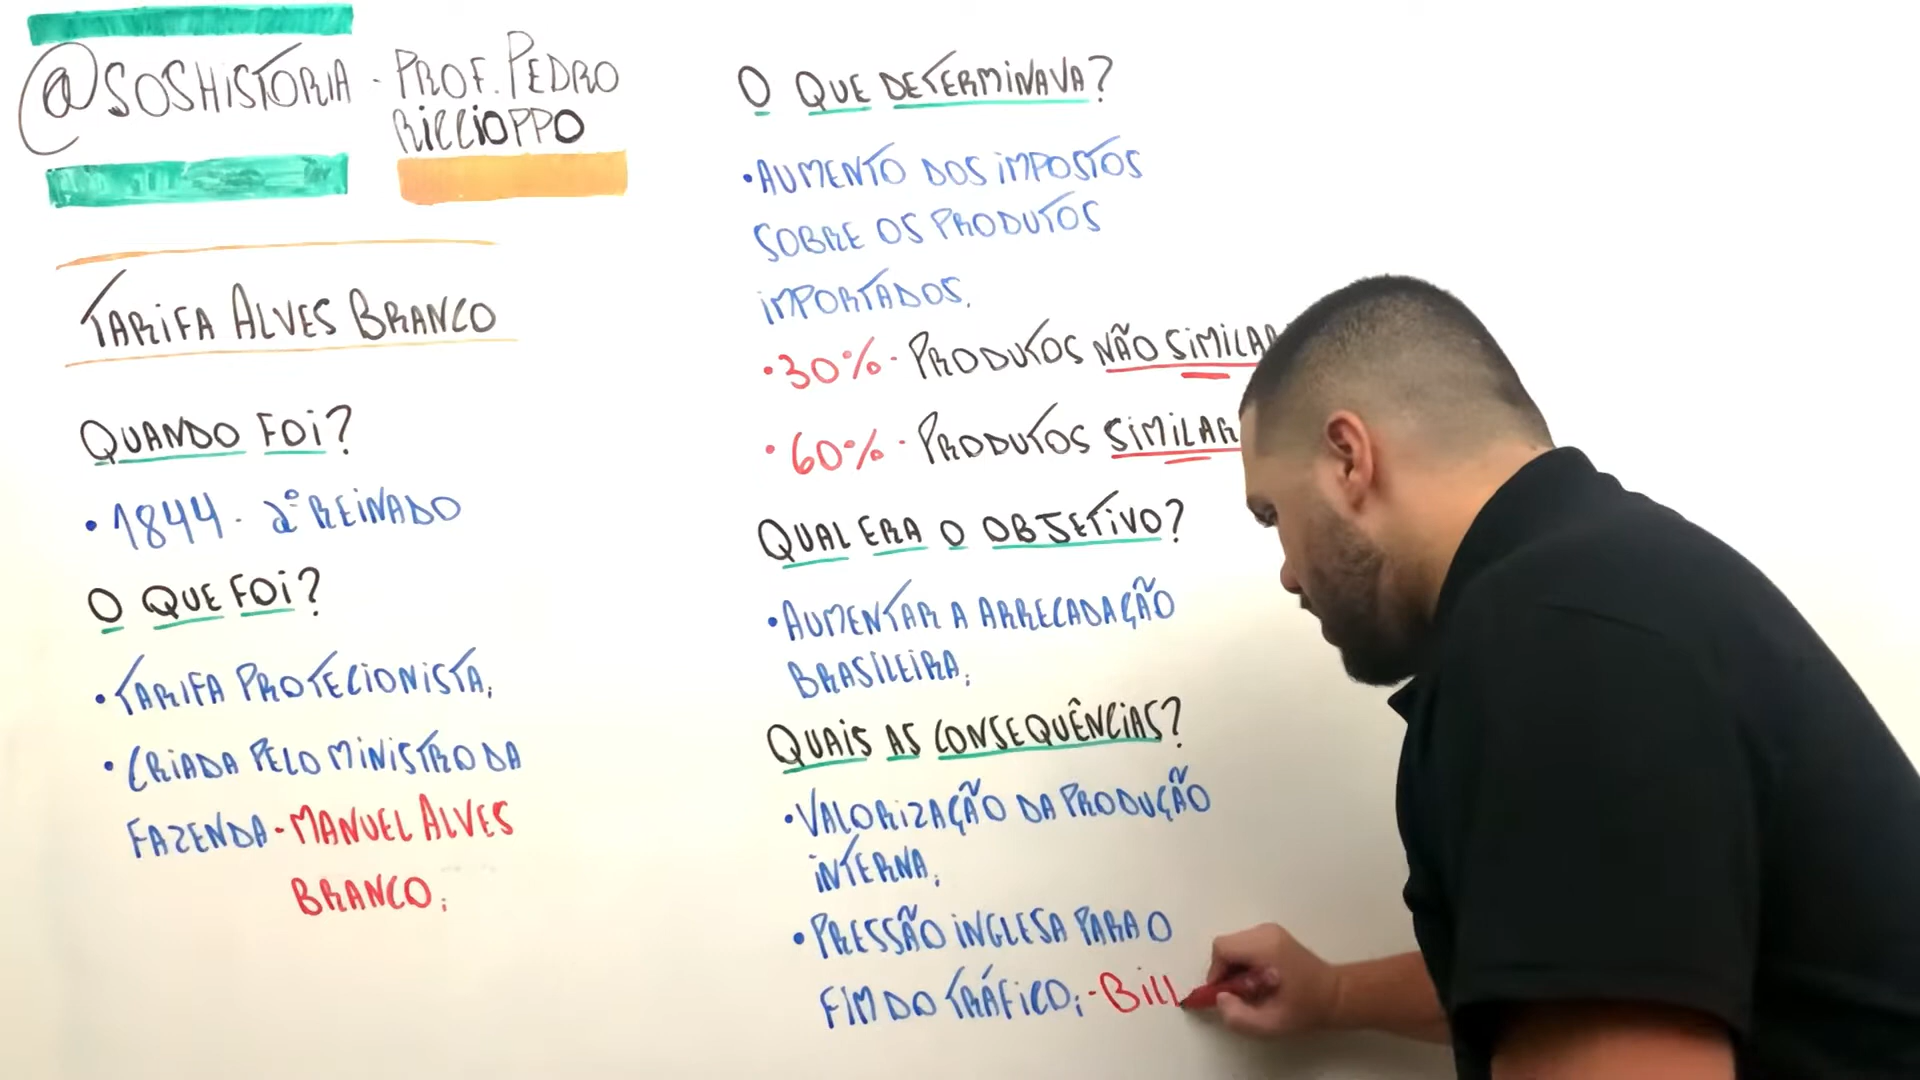 @SOSHISTORIA - PROF. PEDRO
RICCIOPPO
TARIFA ALVES BRANCO
QUANDO FOI?
• 1844 - 2º REINADO
O QUE FOI?
• TARIFA PROTECIONISTA;
• CRIADA PELO MINISTRO DA
FAZENDA - MANUEL ALVES
BRANCO;
O QUE DETERMINAVA?
• AUMENTO DOS IMPOSTOS
SOBRE OS PRODUTOS
IMPORTADOS.
• 30% - PRODUTOS NÃO SIMILAR
• 60% - PRODUTOS SIMILAR
QUAL ERA O OBJETIVO?
• AUMENTAR A ARRECADAÇÃO
BRASILEIRA;
QUAIS AS CONSEQUÊNCIAS?
• VALORIZAÇÃO DA PRODUÇÃO
INTERNA;
• PRESSÃO INGLESA PARA O
FIM DO TRÁFICO; - BILL